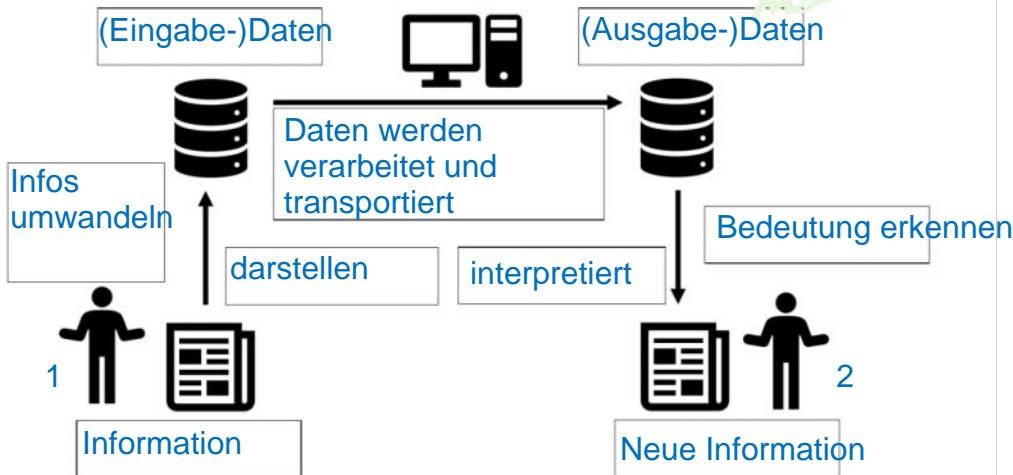 (Eingabe-)Daten
(Ausgabe-)Daten
Daten werden
verarbeitet und
transportiert
Infos
umwandeln
Bedeutung erkennen
darstellen
interpretiert
1
2
Information
Neue Information